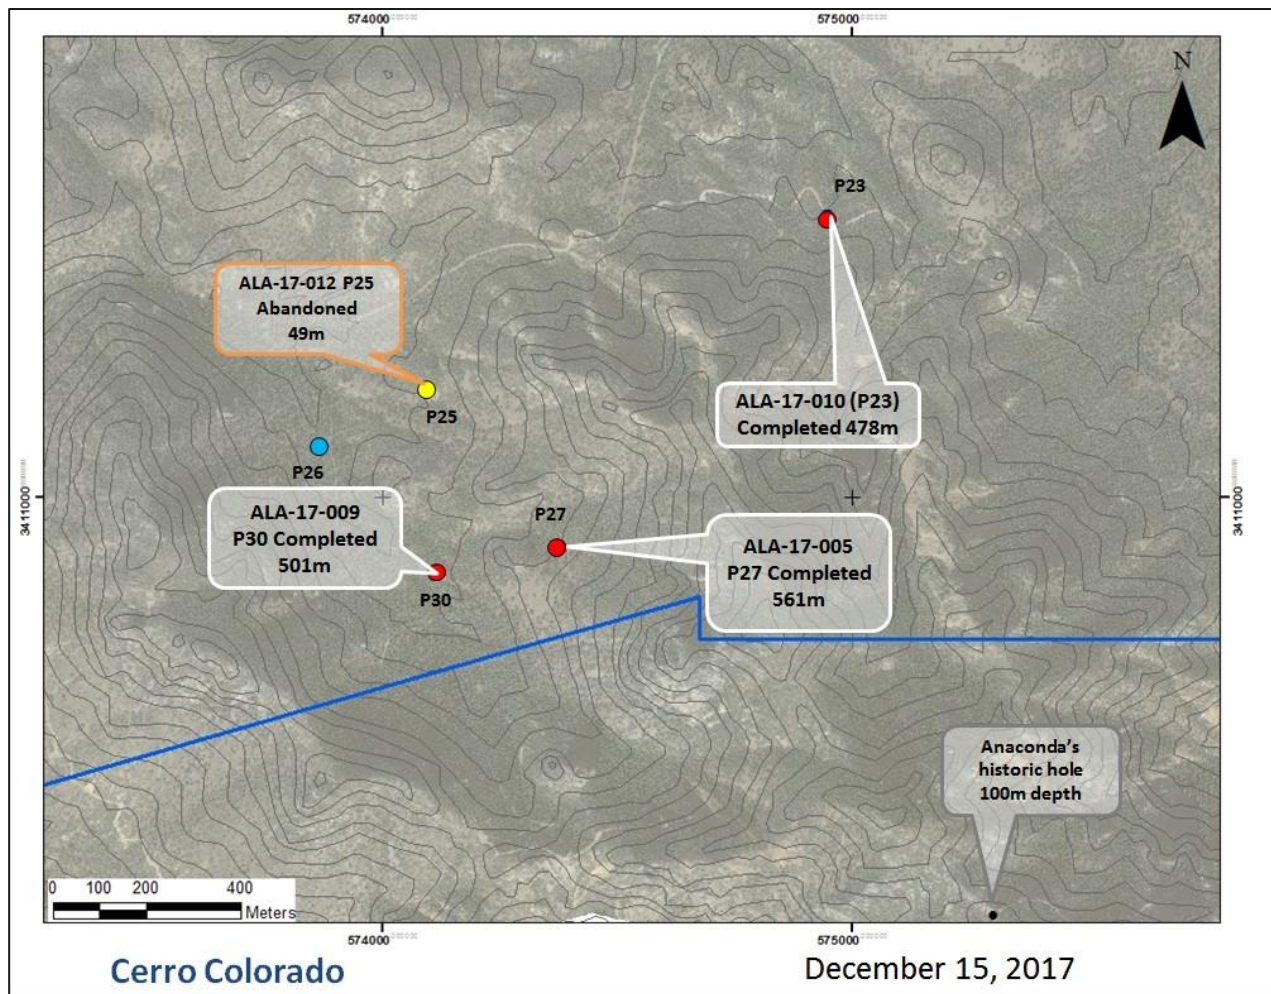 574000
575000
N
P23
ALA-17-012 P25
Abandoned
49m
P25
ALA-17-010 (P23)
Completed 478m
P26
3411000
3411000
ALA-17-009
P30 Completed
501m
P27
ALA-17-005
P27 Completed
561m
P30
Anaconda's
historic hole
100m depth
0 100 200 400
Meters
574000
575000
Cerro Colorado
December 15, 2017